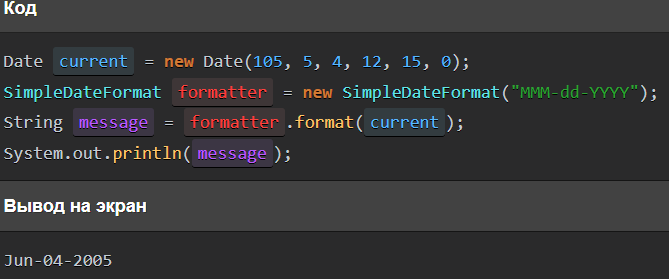 Код
Date current = new Date(105, 5, 4, 12, 15, 0);
SimpleDateFormat formatter = new SimpleDateFormat("MMM-dd-YYYY");
String message = formatter.format(current);
System.out.println(message);
Вывод на экран
Jun-04-2005